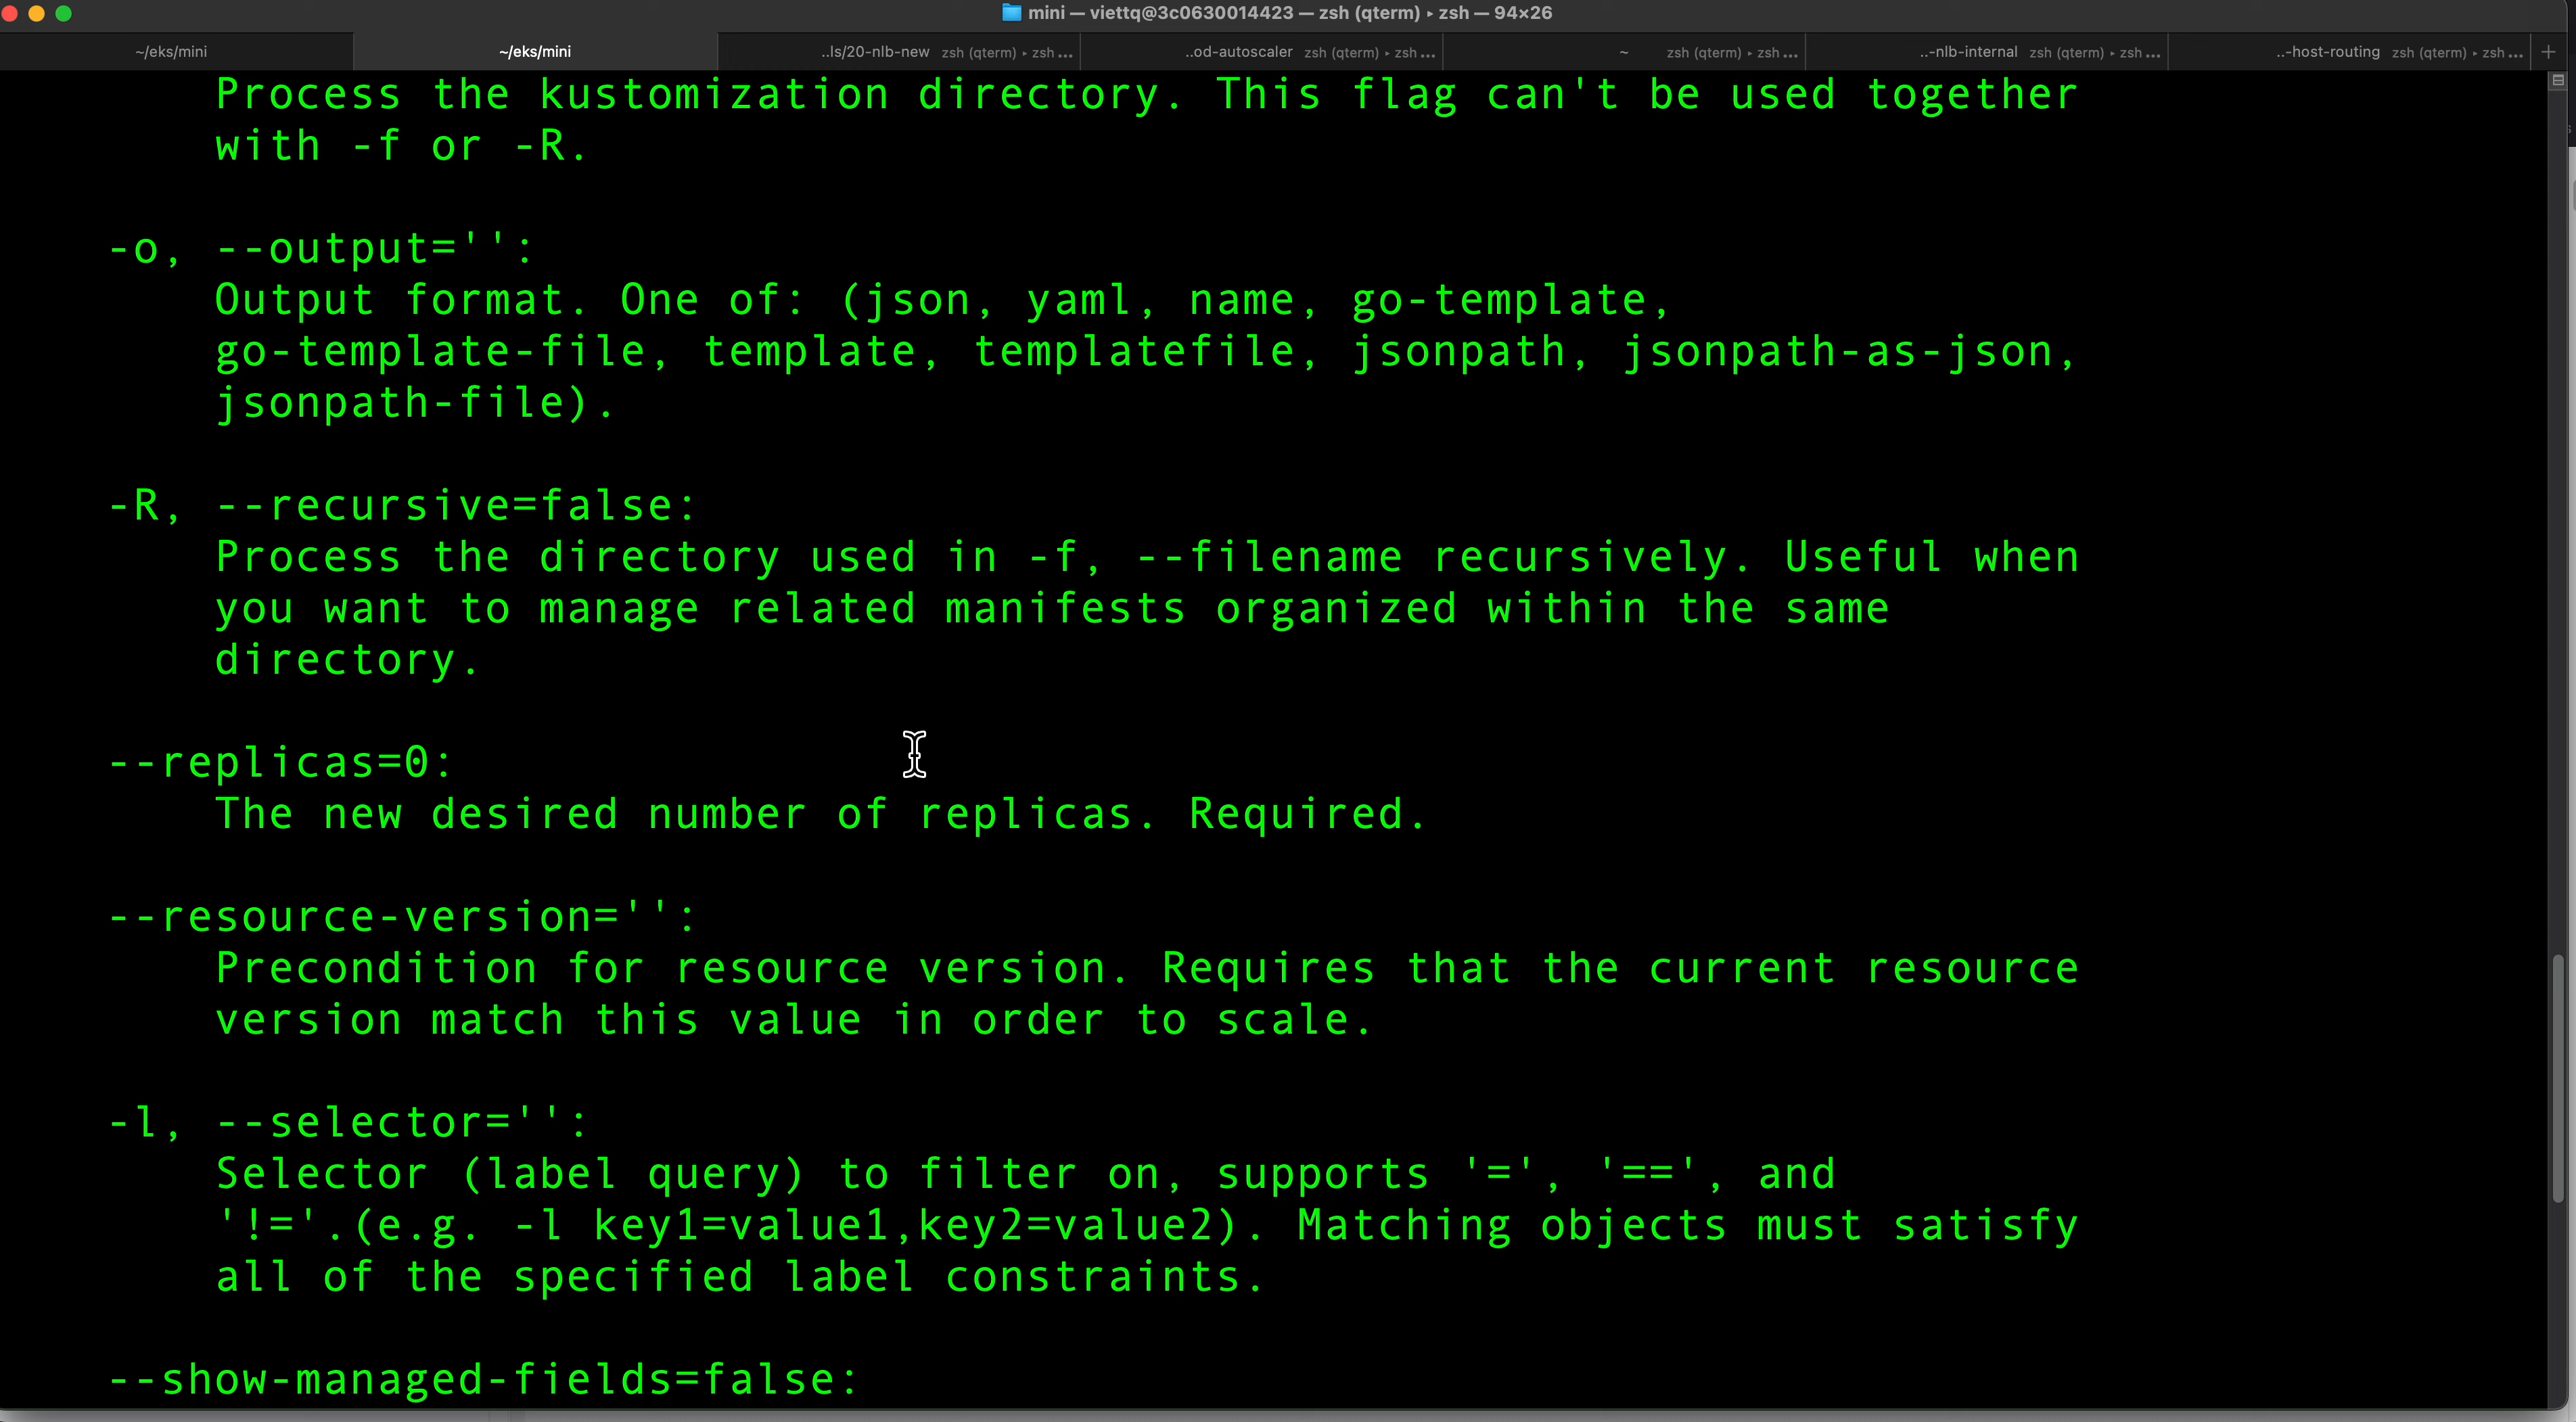 mini — viettq@3c0630014423 — zsh (qterm) ▸ zsh — 94×26
~/eks/mini
~/eks/mini
..ls/20-nlb-new zsh (qterm) ▸ zsh ...
..od-autoscaler zsh (qterm) ▸ zsh ...
~ zsh (qterm) ▸ zsh ...
..-nlb-internal zsh (qterm) ▸ zsh ...
..-host-routing zsh (qterm) ▸ zsh ...
Process the kustomization directory. This flag can't be used together
with -f or -R.
-o, --output='':
Output format. One of: (json, yaml, name, go-template,
go-template-file, template, templatefile, jsonpath, jsonpath-as-json,
jsonpath-file).
-R, --recursive=false:
Process the directory used in -f, --filename recursively. Useful when
you want to manage related manifests organized within the same
directory.
--replicas=0:
The new desired number of replicas. Required.
--resource-version='':
Precondition for resource version. Requires that the current resource
version match this value in order to scale.
-l, --selector='':
Selector (label query) to filter on, supports '=', '==', and
'!='.(e.g. -l key1=value1,key2=value2). Matching objects must satisfy
all of the specified label constraints.
--show-managed-fields=false: